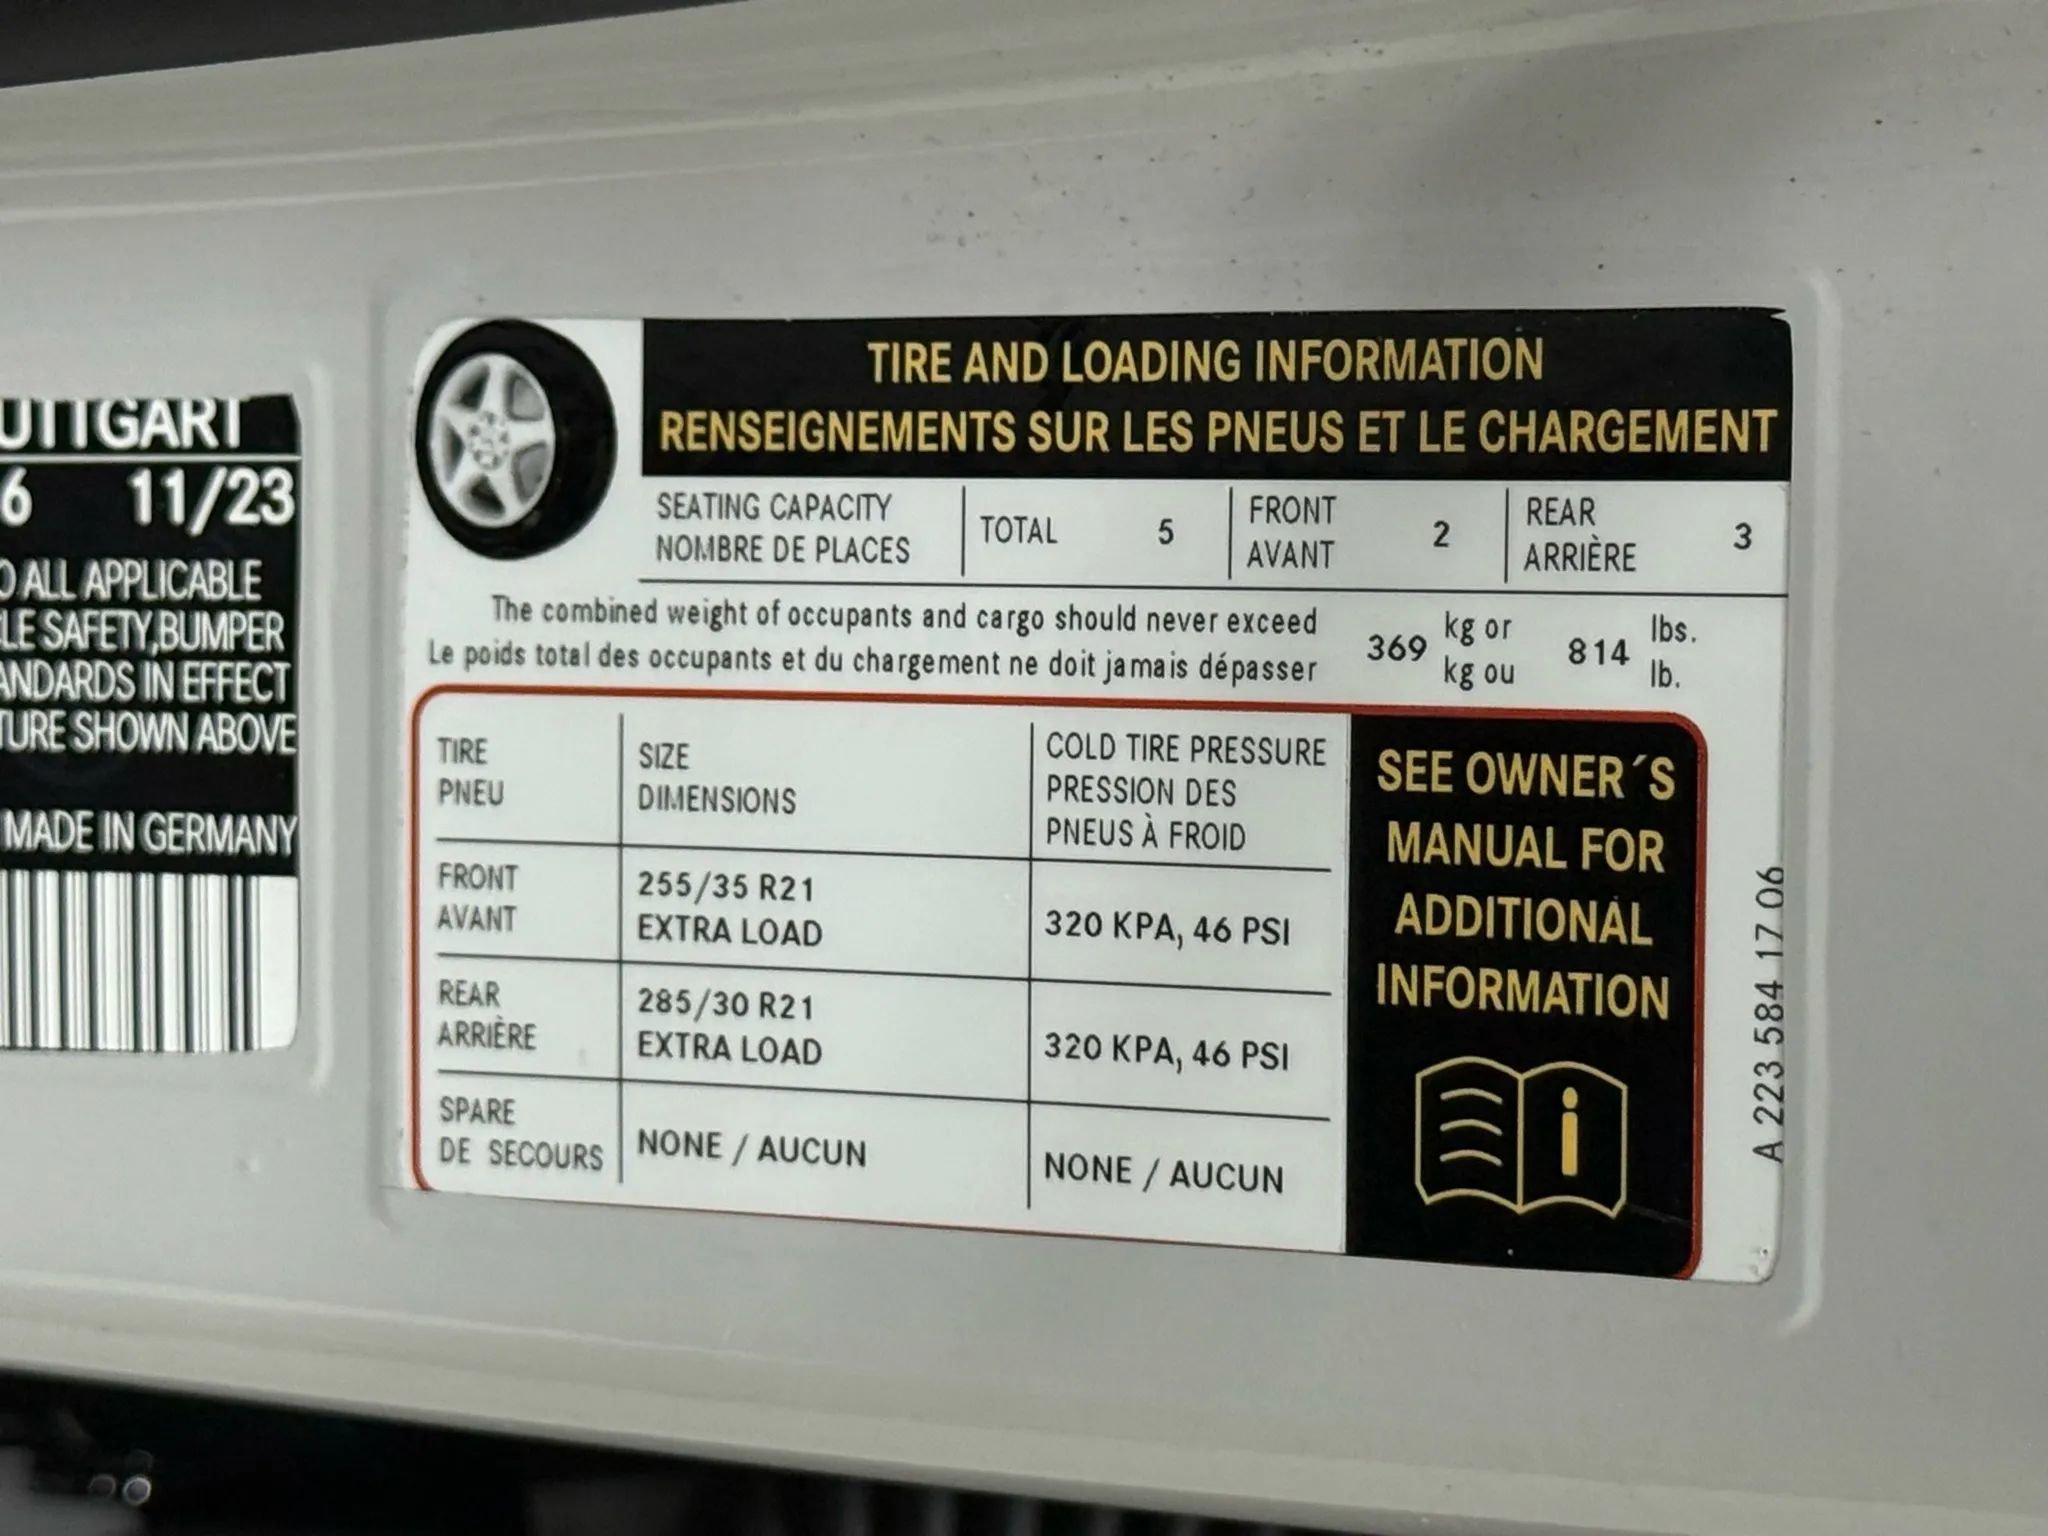 TIRE AND LOADING INFORMATION
RENSEIGNEMENTS SUR LES PNEUS ET LE CHARGEMENT
SEATING CAPACITY
NOMBRE DE PLACES
TOTAL 5
FRONT
AVANT
2
REAR
ARRIÈRE
3
The combined weight of occupants and cargo should never exceed
Le poids total des occupants et du chargement ne doit jamais dépasser
369 kg or
kg ou
814 lbs.
lb.
TIRE
PNEU
SIZE
DIMENSIONS
COLD TIRE PRESSURE
PRESSION DES
PNEUS À FROID
FRONT
AVANT
255/35 R21
EXTRA LOAD
320 KPA, 46 PSI
REAR
ARRIÈRE
285/30 R21
EXTRA LOAD
320 KPA, 46 PSI
SPARE
DE SECOURS
NONE / AUCUN
NONE / AUCUN
SEE OWNER´S
MANUAL FOR
ADDITIONAL
INFORMATION
i
A 223 584 17 06
6 11/23
ALL APPLICABLE
SAFETY,BUMPER
IN EFFECT
SHOWN ABOVE
MADE IN GERMANY